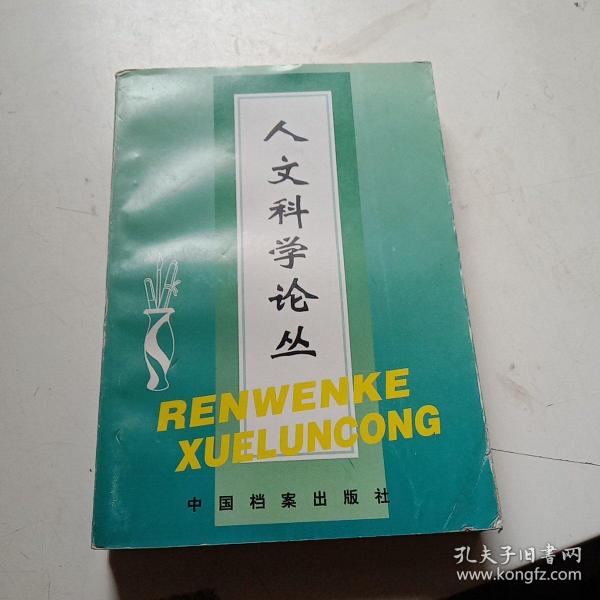 人文科学论丛
RENWENKE
XUELUNCONG
中国档案出版社
孔夫子旧书网
www.kongfz.com